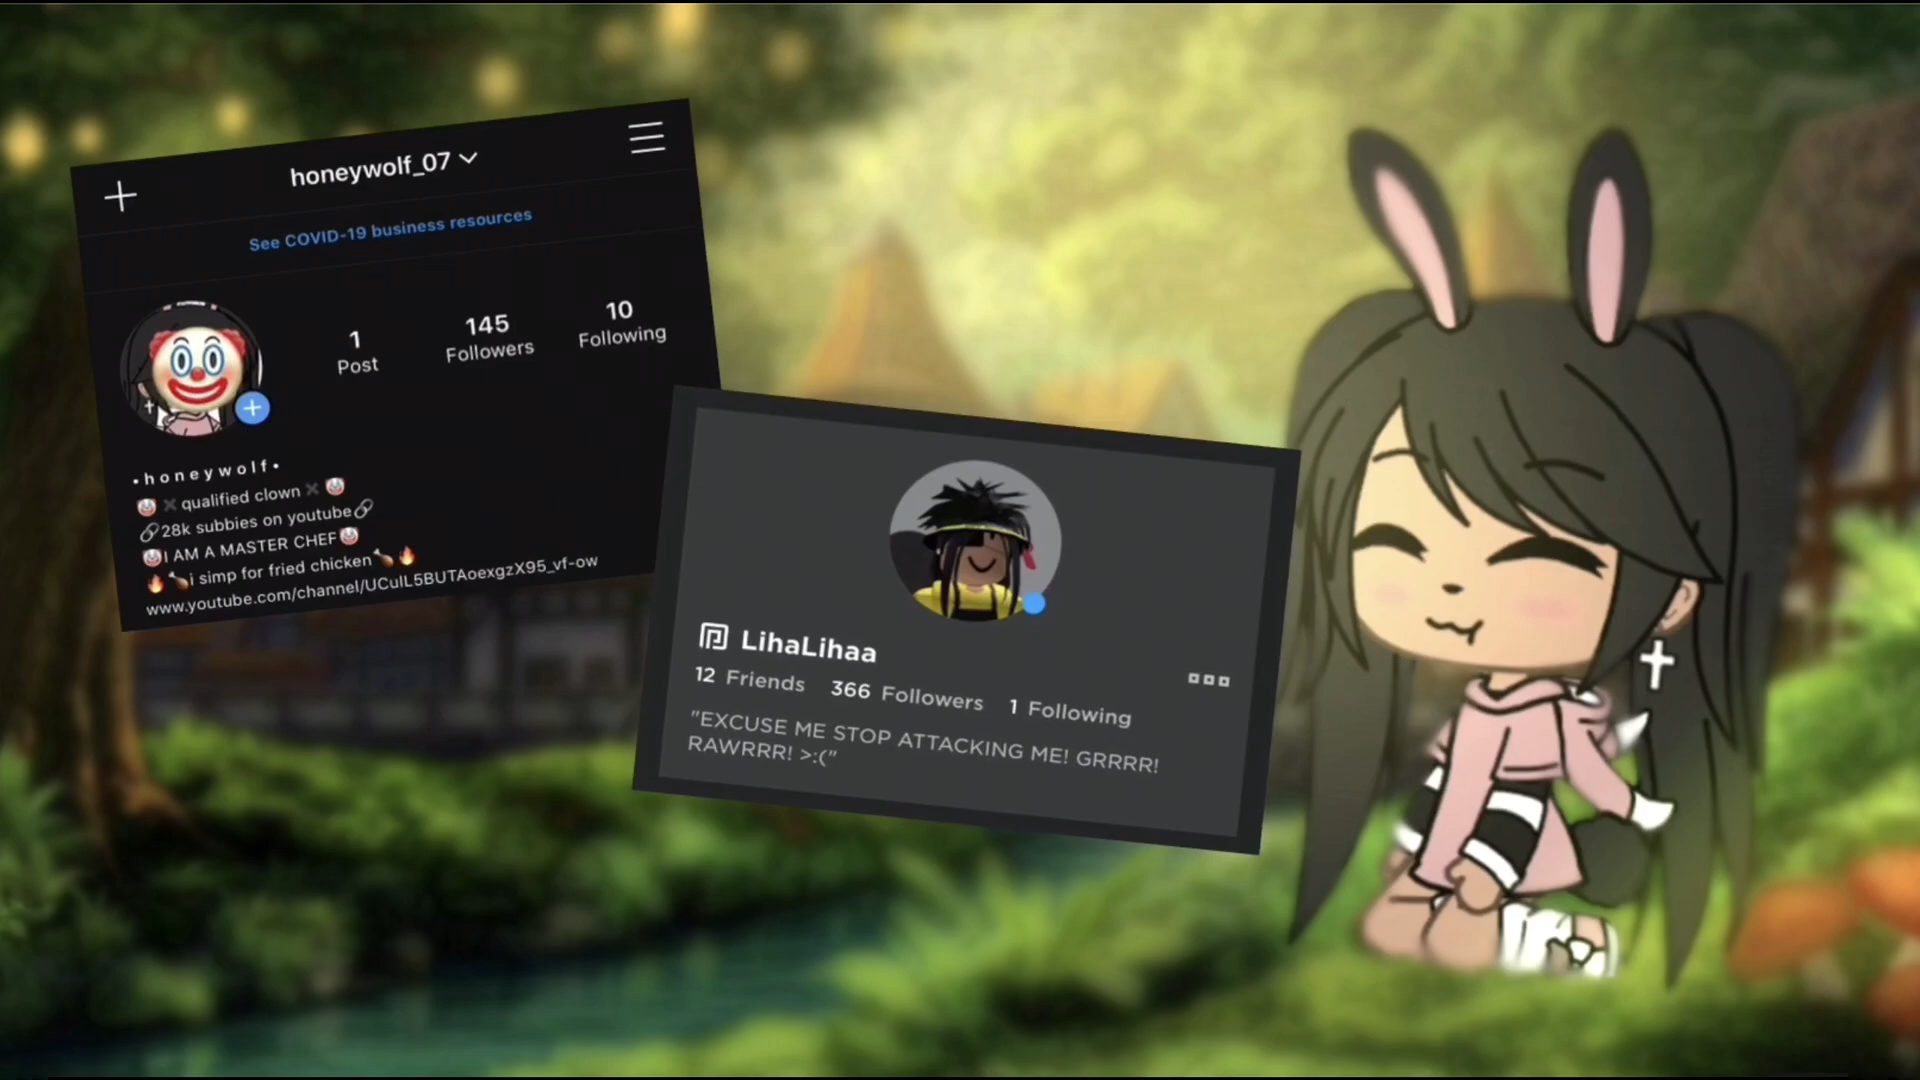 honeywolf_07
See COVID-19 business resources
1
Post
145
Followers
10
Following
• h o n e y w o l f •
🤡 ✖ qualified clown ✖ 🤡
🔗28k subbies on youtube🔗
🤡I AM A MASTER CHEF🤡
🔥🍗i simp for fried chicken🍗🔥
www.youtube.com/channel/UCuIL5BUTAoexgzX95_vf-ow
LihaLihaa
12 Friends 366 Followers 1 Following
"EXCUSE ME STOP ATTACKING ME! GRRRR!
RAWRRR! >:("